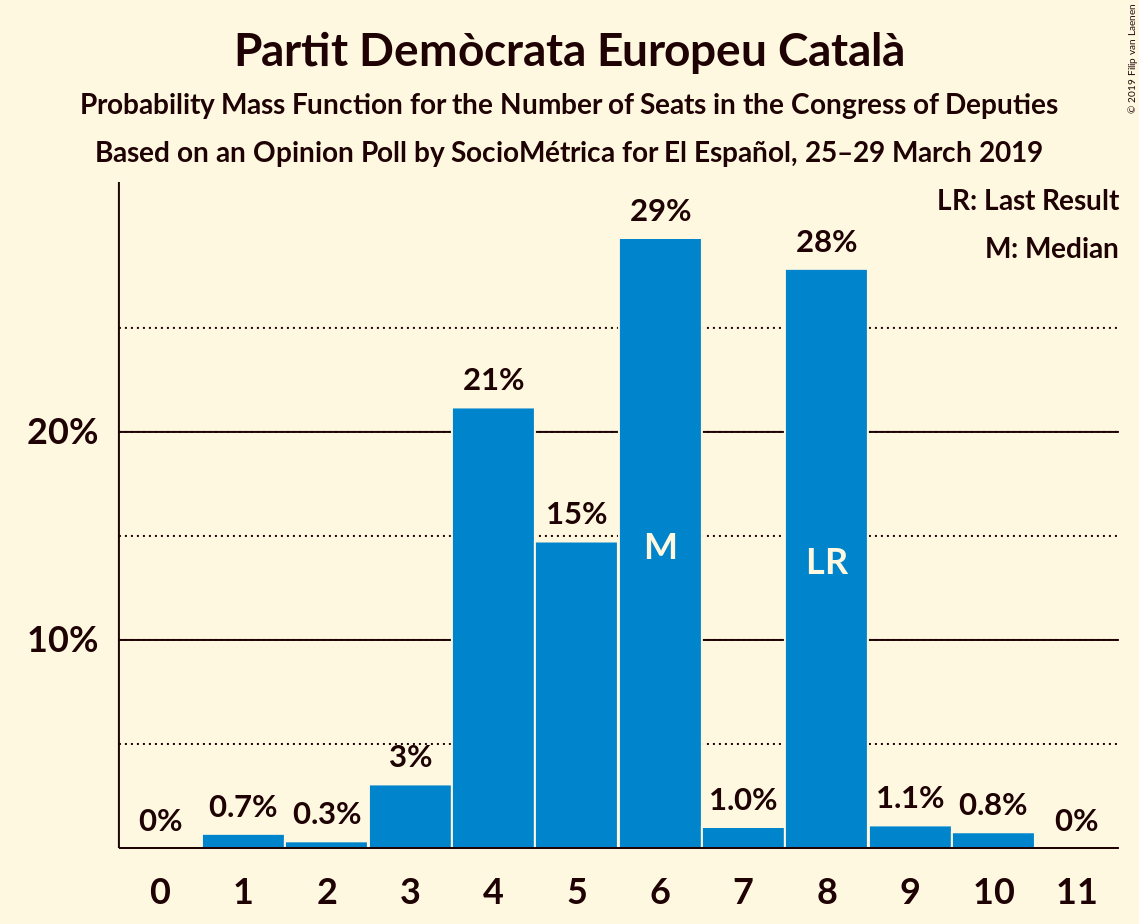 Partit Demòcrata Europeu Català
Probability Mass Function for the Number of Seats in the Congress of Deputies
Based on an Opinion Poll by SocioMétrica for El Español, 25–29 March 2019
© 2019 Filip van Laenen
LR: Last Result
M: Median
29%
28%
21%
20%
15%
M
LR
10%
3%
0%
0.7%
0.3%
1.0%
1.1%
0.8%
0%
0 1 2 3 4 5 6 7 8 9 10 11